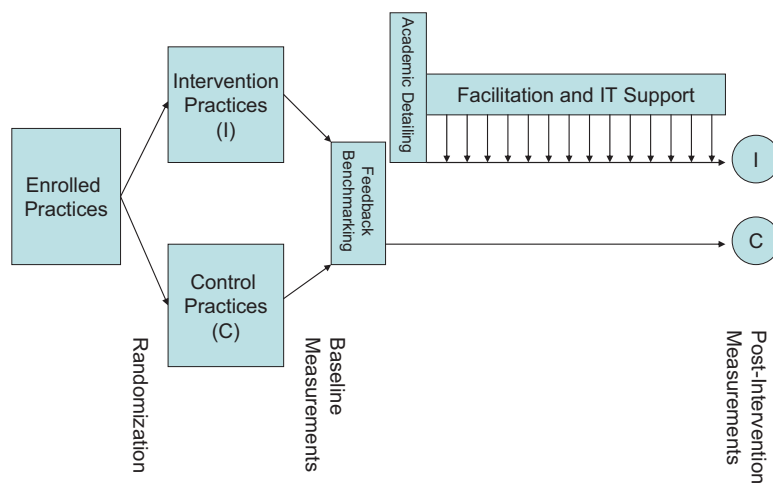 Enrolled
Practices
Intervention
Practices
(I)
Control
Practices
(C)
Randomization
Baseline
Measurements
Feedback
Benchmarking
Academic Detailing
Facilitation and IT Support
I
C
Post-Intervention
Measurements